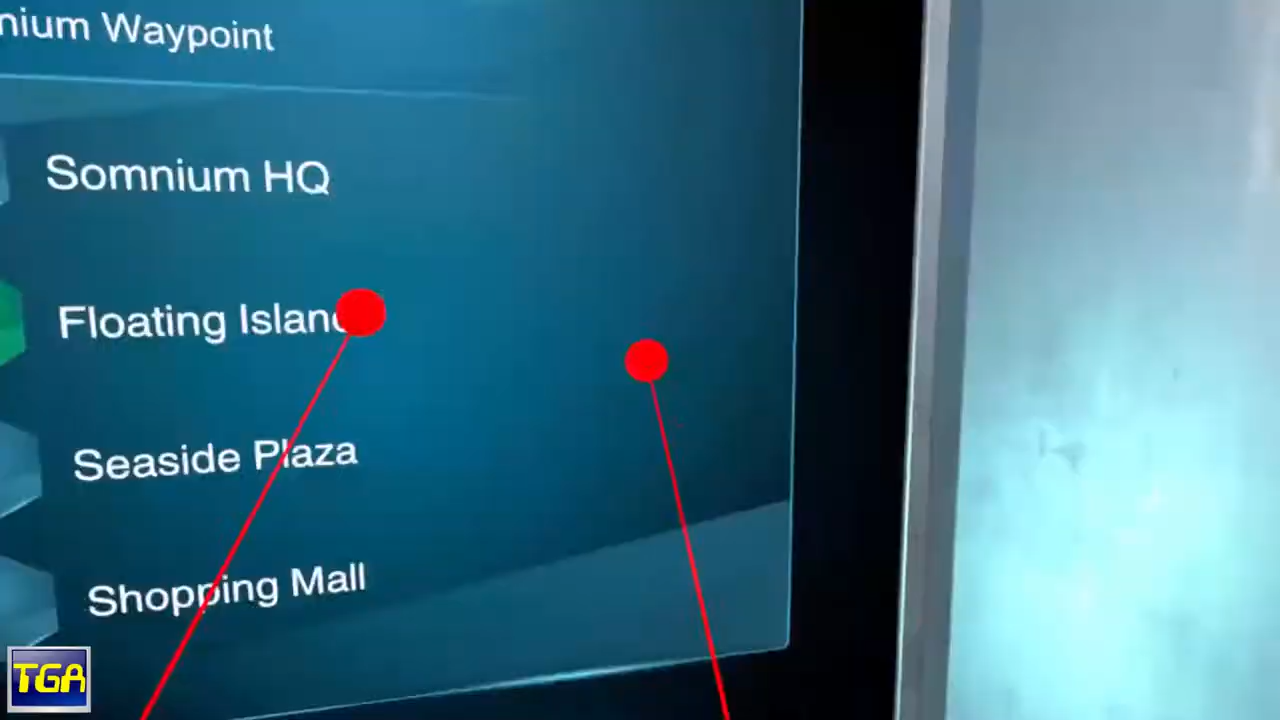 nium Waypoint
Somnium HQ
Floating Islan
Seaside Plaza
Shopping Mall
TGA